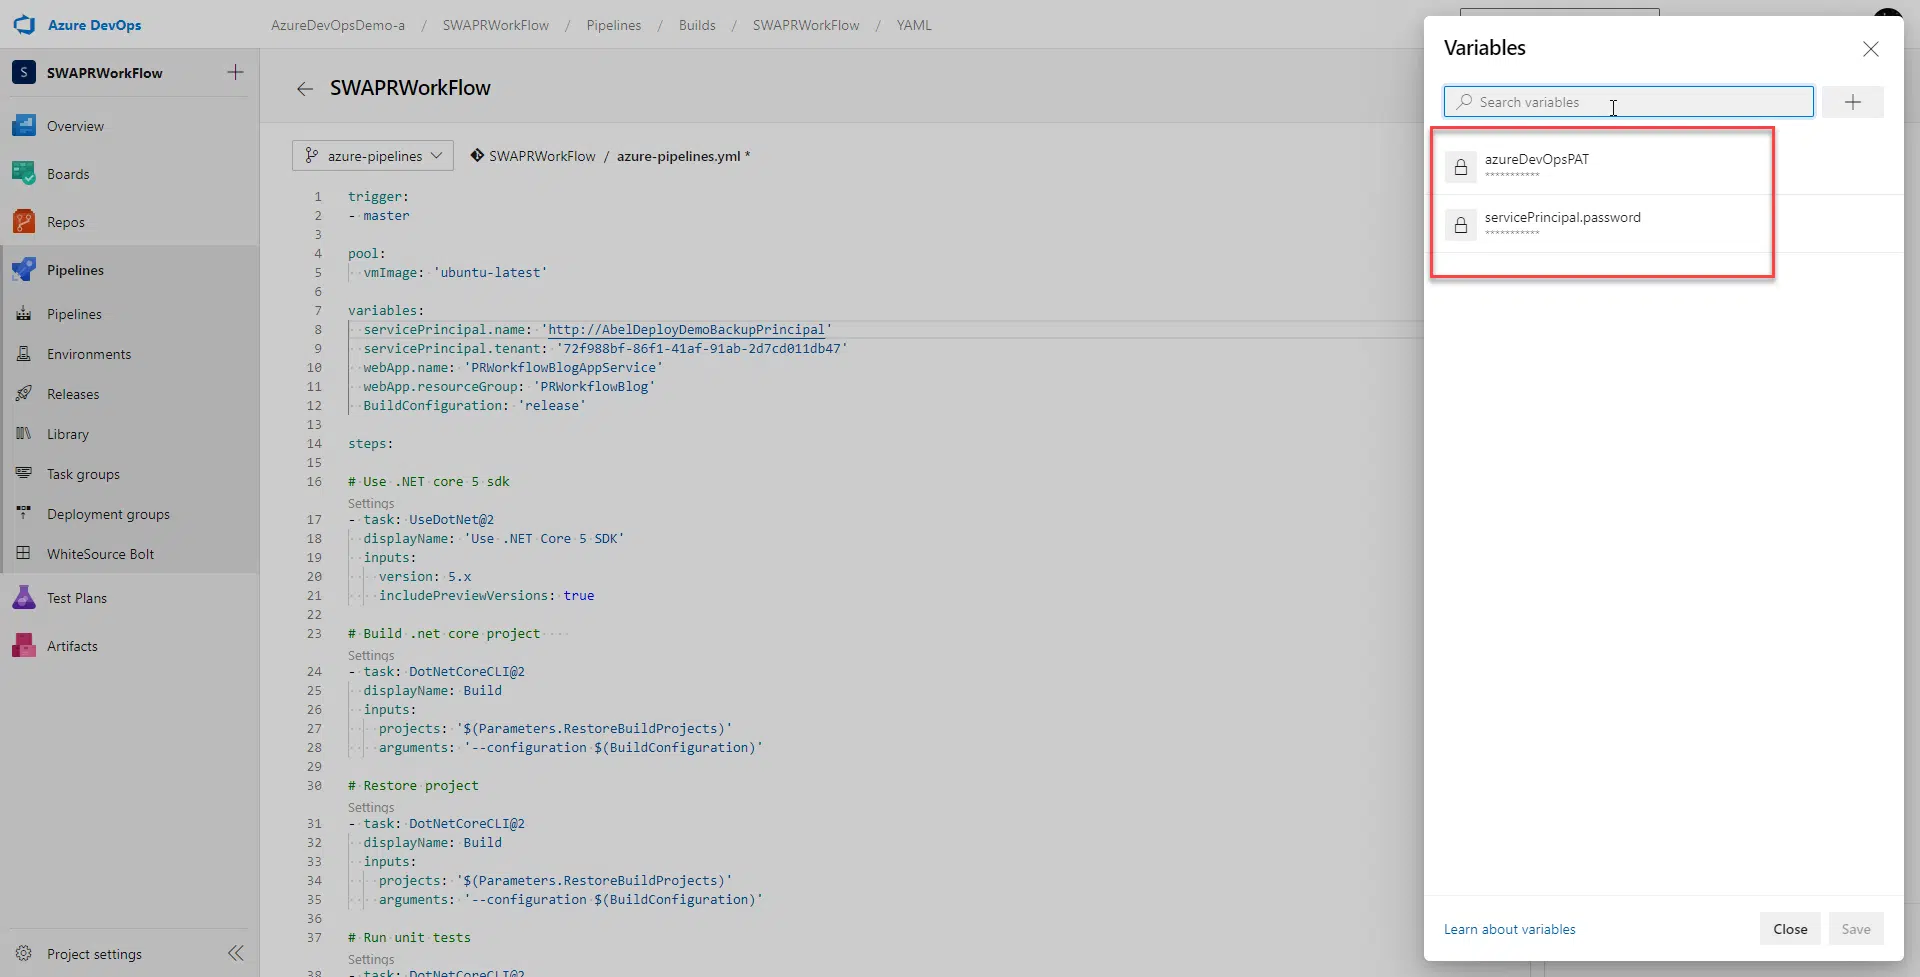 Azure DevOps
AzureDevOpsDemo-a / SWAPRWorkFlow / Pipelines / Builds / SWAPRWorkFlow / YAML
S SWAPRWorkFlow
Overview
Boards
Repos
Pipelines
Pipelines
Environments
Releases
Library
Task groups
Deployment groups
WhiteSource Bolt
Test Plans
Artifacts
Project settings
SWAPRWorkFlow
azure-pipelines
SWAPRWorkFlow / azure-pipelines.yml *
1 trigger:
2 - master
3
4 pool:
5 vmImage: 'ubuntu-latest'
6
7 variables:
8 servicePrincipal.name: 'http://AbelDeployDemoBackupPrincipal'
9 servicePrincipal.tenant: '72f988bf-86f1-41af-91ab-2d7cd011db47'
10 webApp.name: 'PRWorkflowBlogAppService'
11 webApp.resourceGroup: 'PRWorkflowBlog'
12 BuildConfiguration: 'release'
13
14 steps:
15
16 # Use .NET core 5 sdk
Settings
17 - task: UseDotNet@2
18 displayName: 'Use .NET Core 5 SDK'
19 inputs:
20 version: 5.x
21 includePreviewVersions: true
22
23 # Build .net core project
Settings
24 - task: DotNetCoreCLI@2
25 displayName: Build
26 inputs:
27 projects: '$(Parameters.RestoreBuildProjects)'
28 arguments: '--configuration $(BuildConfiguration)'
29
30 # Restore project
Settings
31 - task: DotNetCoreCLI@2
32 displayName: Build
33 inputs:
34 projects: '$(Parameters.RestoreBuildProjects)'
35 arguments: '--configuration $(BuildConfiguration)'
36
37 # Run unit tests
Settings
38 - task: DotNetCoreCLI@2
Variables
Search variables
azureDevOpsPAT
***********
servicePrincipal.password
***********
Learn about variables
Close
Save